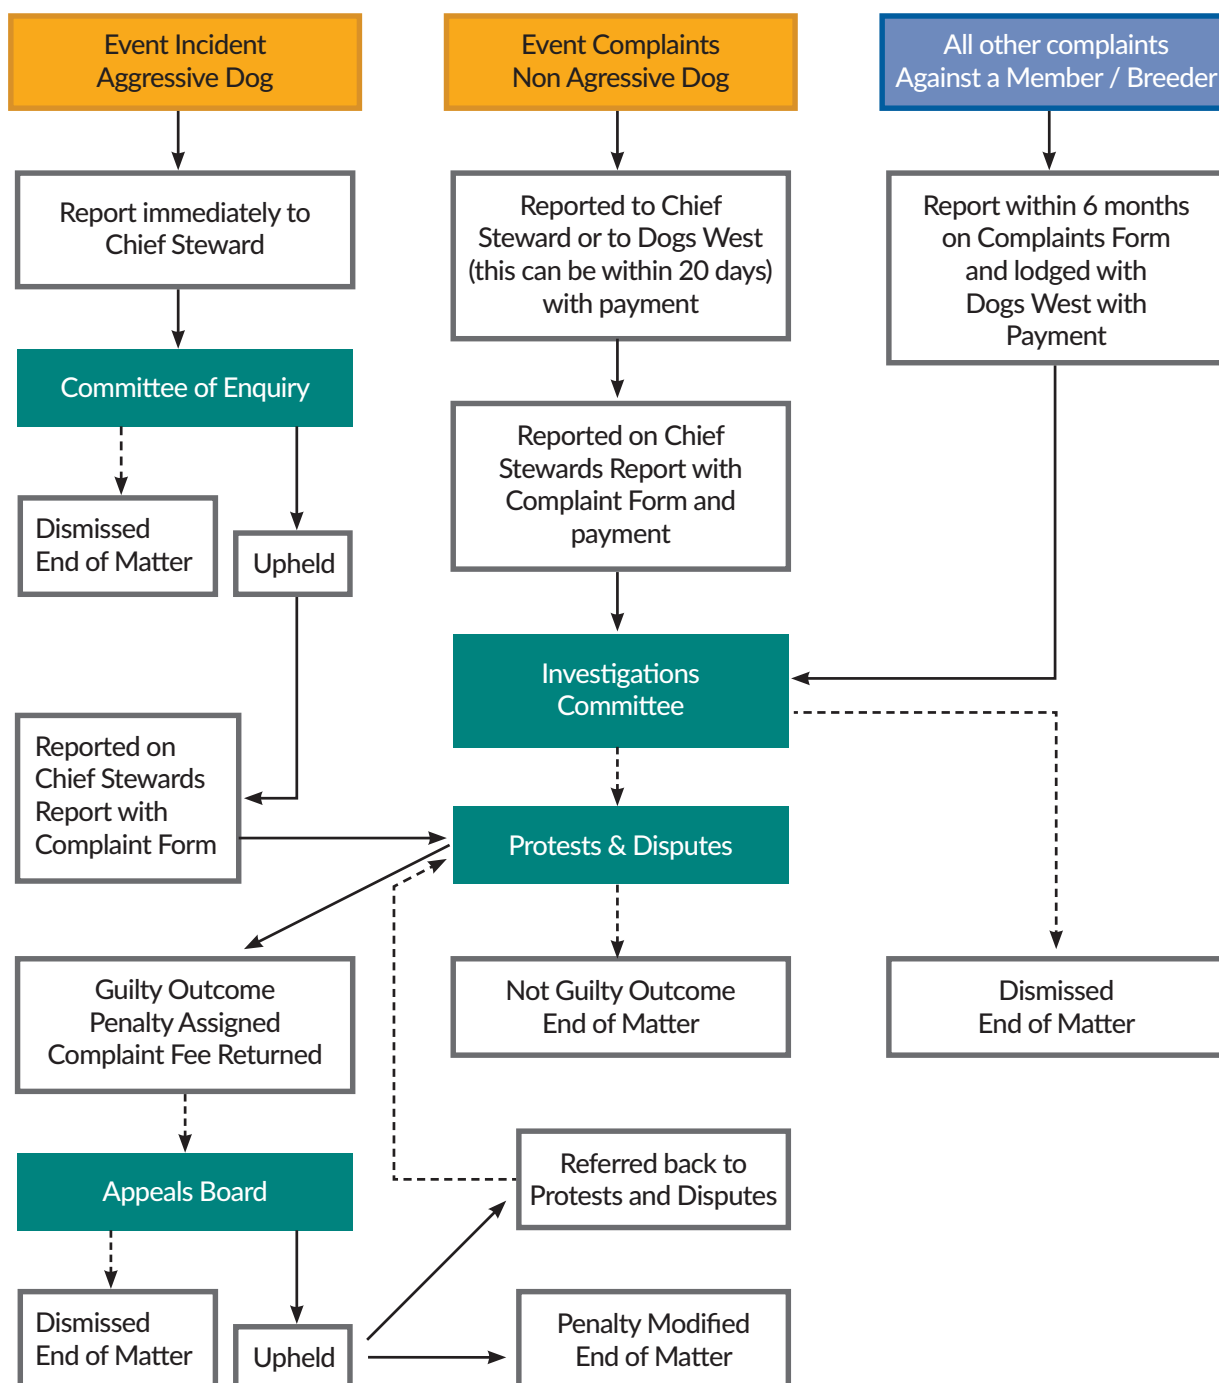 Event Incident
Aggressive Dog
Event Complaints
Non Agressive Dog
All other complaints
Against a Member / Breeder
Report immediately to
Chief Steward
Reported to Chief
Steward or to Dogs West
(this can be within 20 days)
with payment
Report within 6 months
on Complaints Form
and lodged with
Dogs West with
Payment
Committee of Enquiry
Reported on Chief
Stewards Report with
Complaint Form and
payment
Dismissed
End of Matter
Upheld
Investigations
Committee
Reported on
Chief Stewards
Report with
Complaint Form
Protests & Disputes
Guilty Outcome
Penalty Assigned
Complaint Fee Returned
Not Guilty Outcome
End of Matter
Dismissed
End of Matter
Appeals Board
Referred back to
Protests and Disputes
Dismissed
End of Matter
Upheld
Penalty Modified
End of Matter